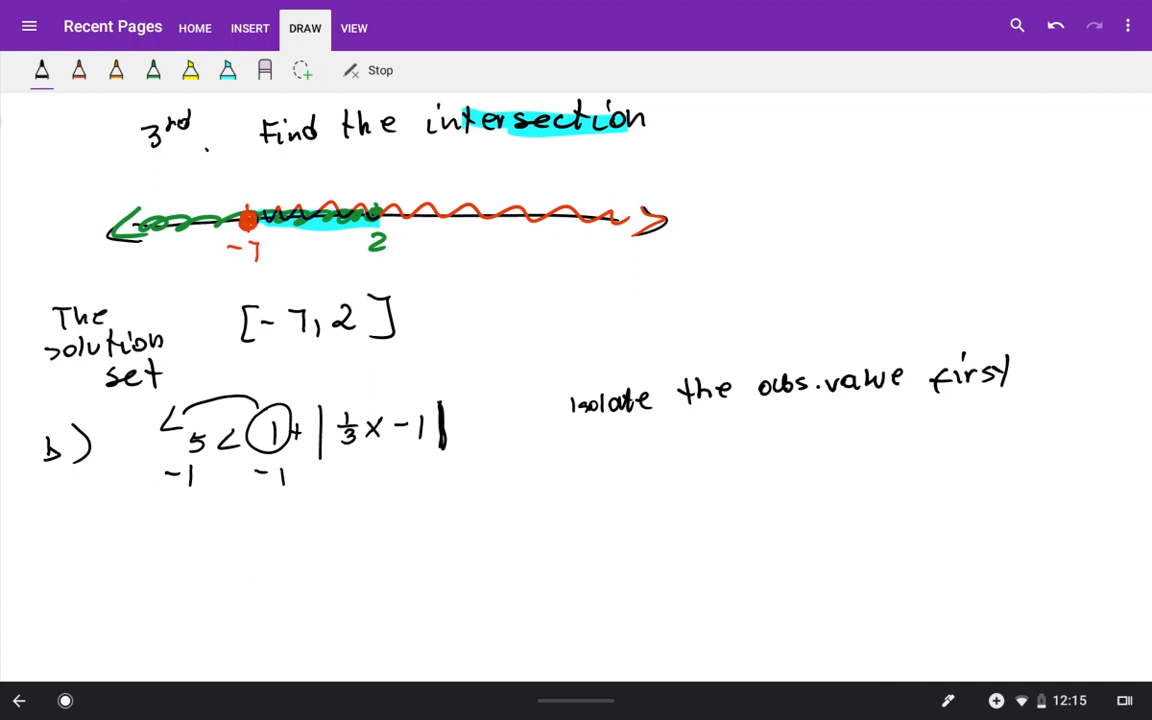 Recent Pages HOME INSERT DRAW VIEW
Stop
3rd. Find the intersection
-7 2
The solution set [-7, 2]
isolate the abs. value first
b) 5 < 1 + | 1/3 x - 1 |
-1 -1
12:15